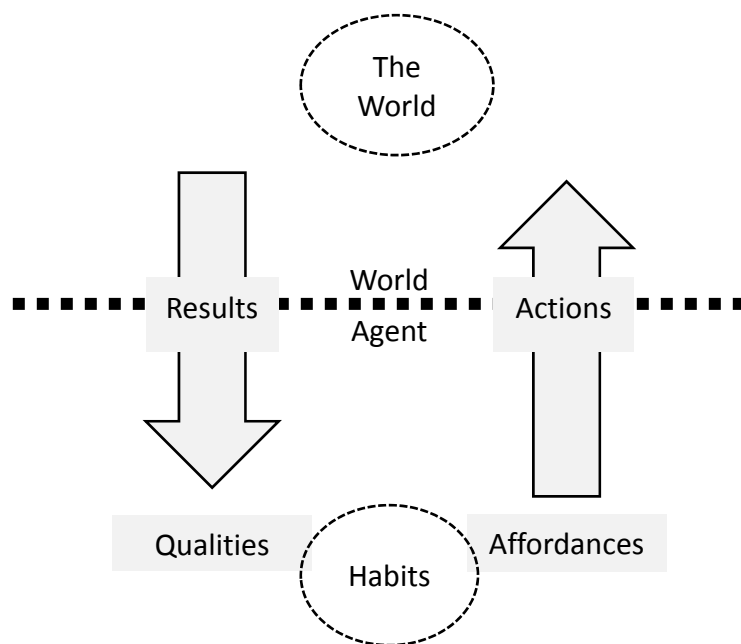 The
World
World
Results
Actions
Agent
Qualities
Affordances
Habits